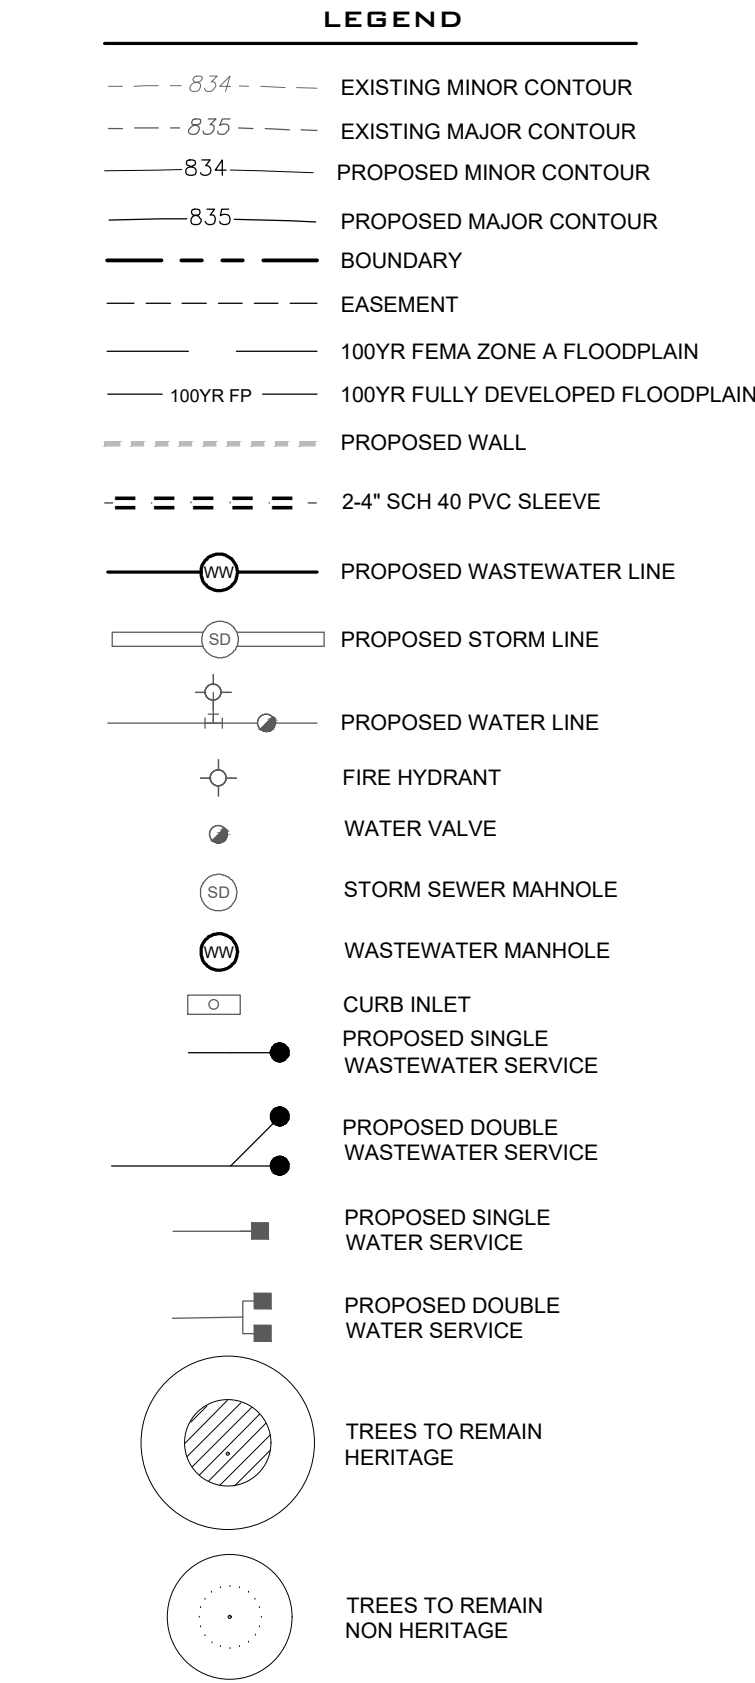 LEGEND
834 EXISTING MINOR CONTOUR
835 EXISTING MAJOR CONTOUR
834 PROPOSED MINOR CONTOUR
835 PROPOSED MAJOR CONTOUR
BOUNDARY
EASEMENT
100YR FEMA ZONE A FLOODPLAIN
100YR FP 100YR FULLY DEVELOPED FLOODPLAIN
PROPOSED WALL
2-4" SCH 40 PVC SLEEVE
WW PROPOSED WASTEWATER LINE
SD PROPOSED STORM LINE
PROPOSED WATER LINE
FIRE HYDRANT
WATER VALVE
SD STORM SEWER MAHNOLE
WW WASTEWATER MANHOLE
CURB INLET
PROPOSED SINGLE
WASTEWATER SERVICE
PROPOSED DOUBLE
WASTEWATER SERVICE
PROPOSED SINGLE
WATER SERVICE
PROPOSED DOUBLE
WATER SERVICE
TREES TO REMAIN
HERITAGE
TREES TO REMAIN
NON HERITAGE